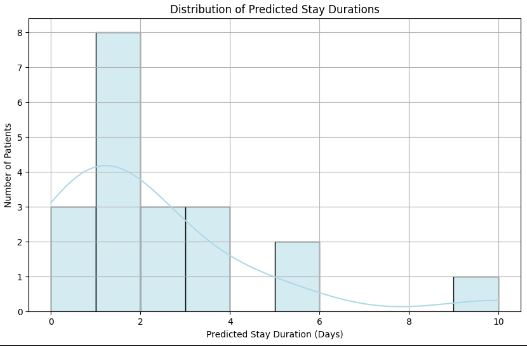 Distribution of Predicted Stay Durations
Number of Patients
8
7
6
5
4
3
2
1
0
0 2 4 6 8 10
Predicted Stay Duration (Days)